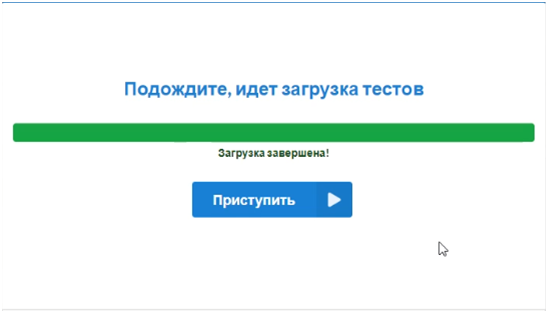 Подождите, идет загрузка тестов
Загрузка завершена!
Приступить